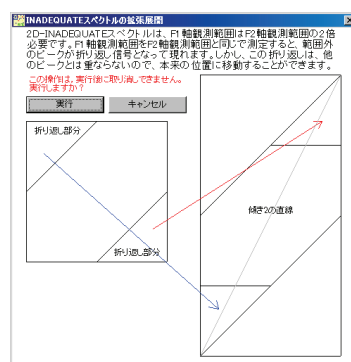 INADEQUATEスペクトルの拡張展開
2D-INADEQUATEスペクトルは、F1軸観測範囲はF2軸観測範囲の2倍
必要です。F1軸観測範囲をF2軸観測範囲と同じで測定すると、範囲外
のピークが折り返し信号となって現れます。しかし、この折り返しは、他
のピークとは重ならないので、本来の位置に移動することができます。
この操作は、実行後に取り消しできません。
実行しますか？
実行
キャンセル
折り返し部分
傾き2の直線
折り返し部分